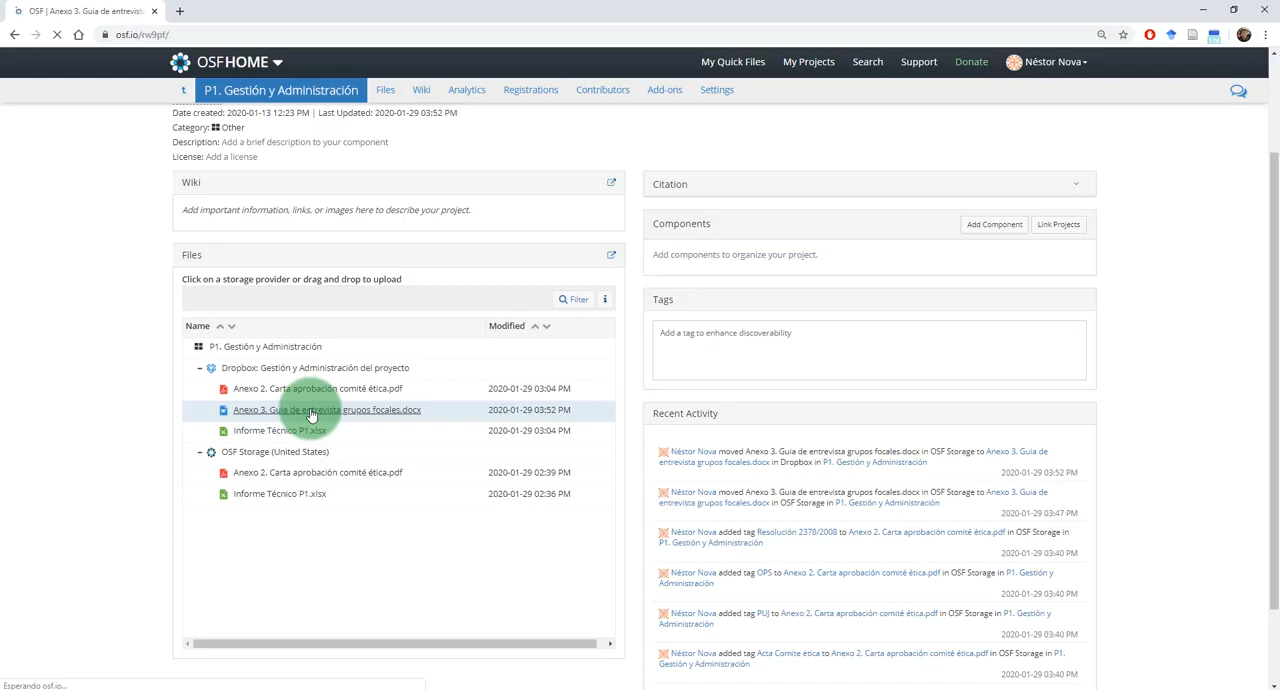 OSF | Anexo 3. Guia de entrevista
osf.io/rw9pf/
OSFHOME
My Quick Files
My Projects
Search
Support
Donate
Néstor Nova
P1. Gestión y Administración
Files
Wiki
Analytics
Registrations
Contributors
Add-ons
Settings
Date created: 2020-01-13 12:23 PM | Last Updated: 2020-01-29 03:52 PM
Category: Other
Description: Add a brief description to your component
License: Add a license
Wiki
Add important information, links, or images here to describe your project.
Files
Click on a storage provider or drag and drop to upload
Filter
Name
Modified
P1. Gestión y Administración
Dropbox: Gestión y Administración del proyecto
Anexo 2. Carta aprobación comité ética.pdf 2020-01-29 03:04 PM
Anexo 3. Guia de entrevista grupos focales.docx 2020-01-29 03:52 PM
Informe Técnico P1.xlsx 2020-01-29 03:04 PM
OSF Storage (United States)
Anexo 2. Carta aprobación comité ética.pdf 2020-01-29 02:39 PM
Informe Técnico P1.xlsx 2020-01-29 02:36 PM
Citation
Components
Add Component
Link Projects
Add components to organize your project.
Tags
Add a tag to enhance discoverability
Recent Activity
Néstor Nova moved Anexo 3. Guia de entrevista grupos focales.docx in OSF Storage to Anexo 3. Guia de
entrevista grupos focales.docx in Dropbox in P1. Gestión y Administración
2020-01-29 03:52 PM
Néstor Nova moved Anexo 3. Guia de entrevista grupos focales.docx in OSF Storage to Anexo 3. Guia de
entrevista grupos focales.docx in OSF Storage in P1. Gestión y Administración
2020-01-29 03:47 PM
Néstor Nova added tag Resolución 2378/2008 to Anexo 2. Carta aprobación comité ética.pdf in OSF Storage in
P1. Gestión y Administración
2020-01-29 03:40 PM
Néstor Nova added tag OPS to Anexo 2. Carta aprobación comité ética.pdf in OSF Storage in P1. Gestión y
Administración
2020-01-29 03:40 PM
Néstor Nova added tag PUJ to Anexo 2. Carta aprobación comité ética.pdf in OSF Storage in P1. Gestión y
Administración
2020-01-29 03:40 PM
Néstor Nova added tag Acta Comite ética to Anexo 2. Carta aprobación comité ética.pdf in OSF Storage in P1.
Gestión y Administración
2020-01-29 03:40 PM
Esperando osf.io...